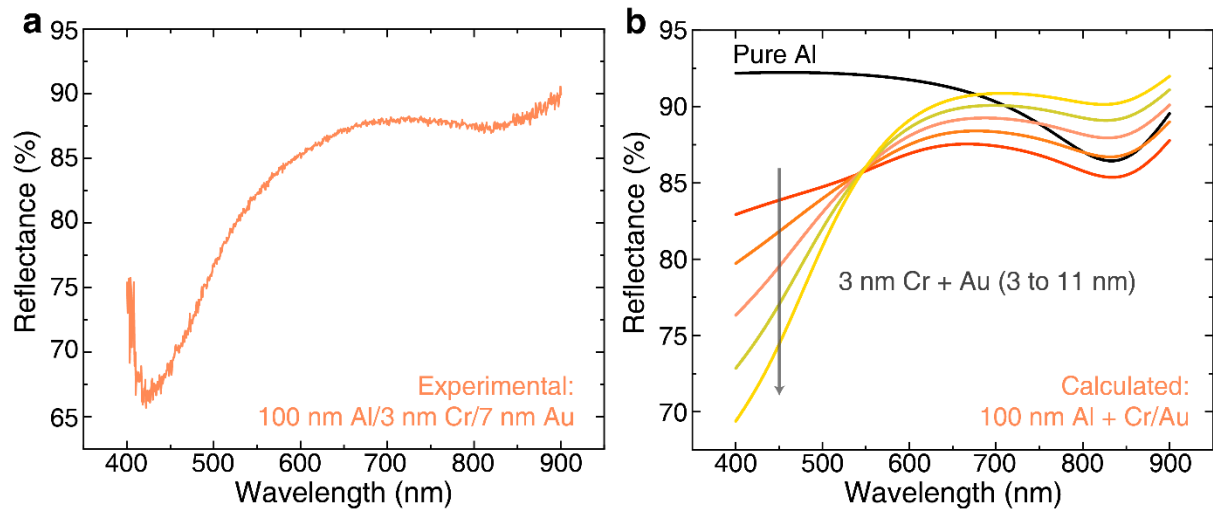 a
95
90
85
80
75
70
65
Reflectance (%)
400 500 600 700 800 900
Wavelength (nm)
Experimental:
100 nm Al/3 nm Cr/7 nm Au
b
95
90
85
80
75
70
Reflectance (%)
400 500 600 700 800 900
Wavelength (nm)
Pure Al
3 nm Cr + Au (3 to 11 nm)
Calculated:
100 nm Al + Cr/Au